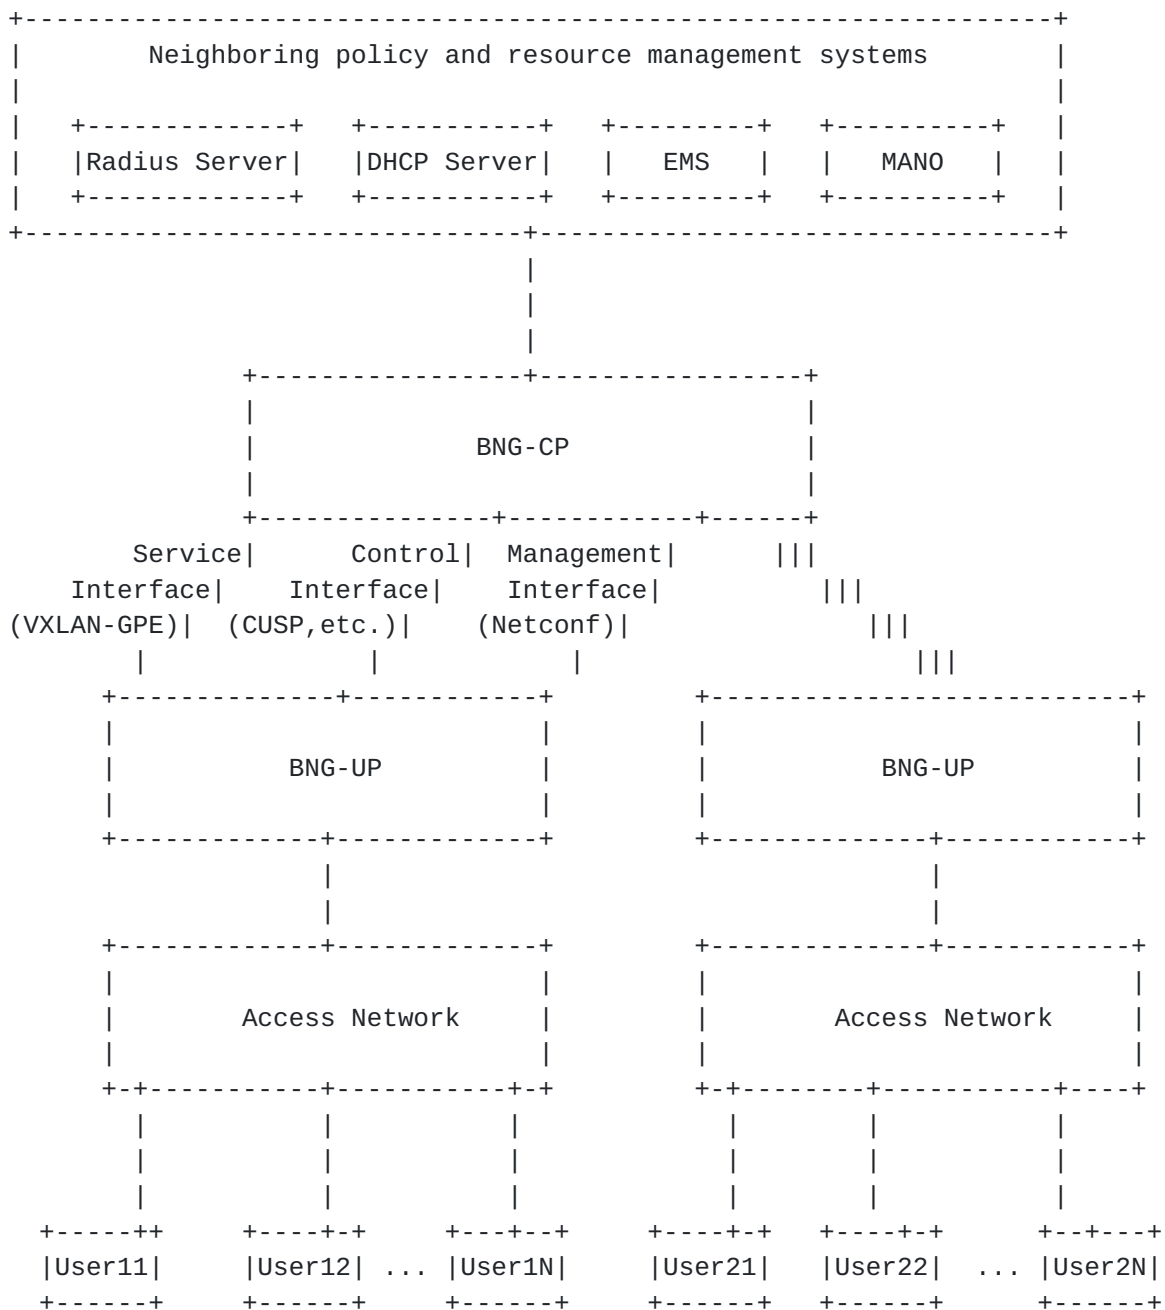 Neighboring policy and resource management systems
Radius Server DHCP Server EMS MANO
BNG-CP
Service Control Management
Interface Interface Interface
(VXLAN-GPE) (CUSP,etc.) (Netconf)
BNG-UP BNG-UP
Access Network Access Network
User11 User12 ... User1N User21 User22 ... User2N